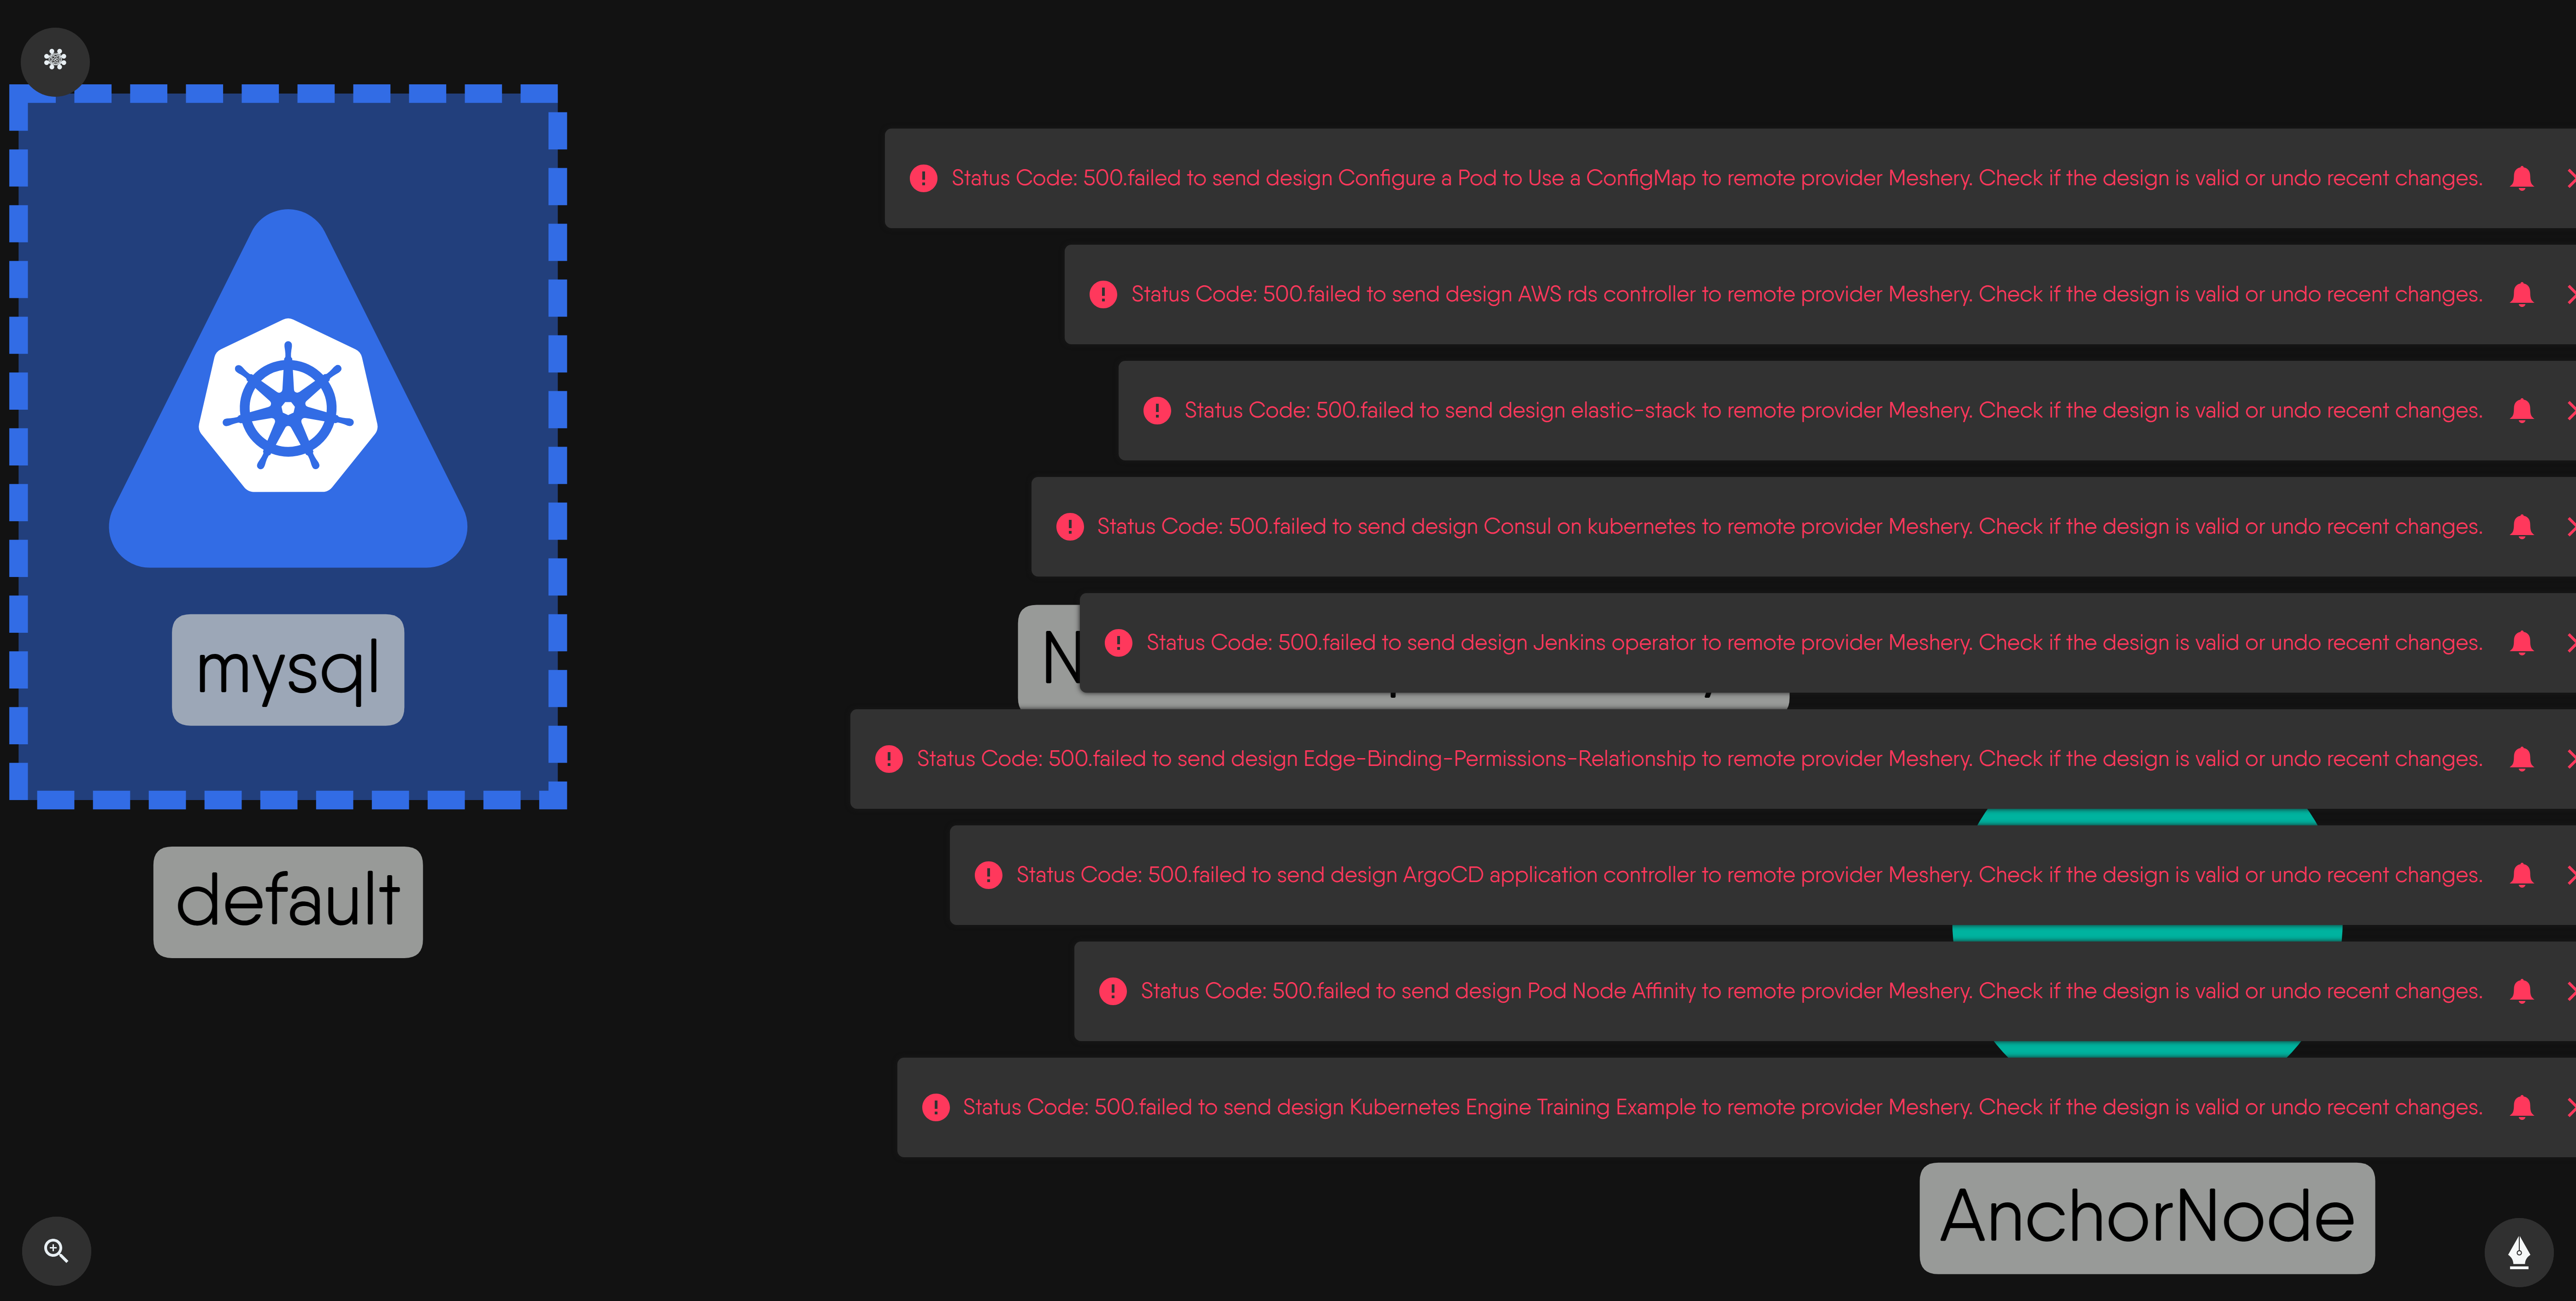 Status Code: 500.failed to send design Configure a Pod to Use a ConfigMap to remote provider Meshery. Check if the design is valid or undo recent changes.
Status Code: 500.failed to send design AWS rds controller to remote provider Meshery. Check if the design is valid or undo recent changes.
Status Code: 500.failed to send design elastic-stack to remote provider Meshery. Check if the design is valid or undo recent changes.
Status Code: 500.failed to send design Consul on kubernetes to remote provider Meshery. Check if the design is valid or undo recent changes.
Status Code: 500.failed to send design Jenkins operator to remote provider Meshery. Check if the design is valid or undo recent changes.
mysql
Status Code: 500.failed to send design Edge-Binding-Permissions-Relationship to remote provider Meshery. Check if the design is valid or undo recent changes.
Status Code: 500.failed to send design ArgoCD application controller to remote provider Meshery. Check if the design is valid or undo recent changes.
default
Status Code: 500.failed to send design Pod Node Affinity to remote provider Meshery. Check if the design is valid or undo recent changes.
Status Code: 500.failed to send design Kubernetes Engine Training Example to remote provider Meshery. Check if the design is valid or undo recent changes.
AnchorNode